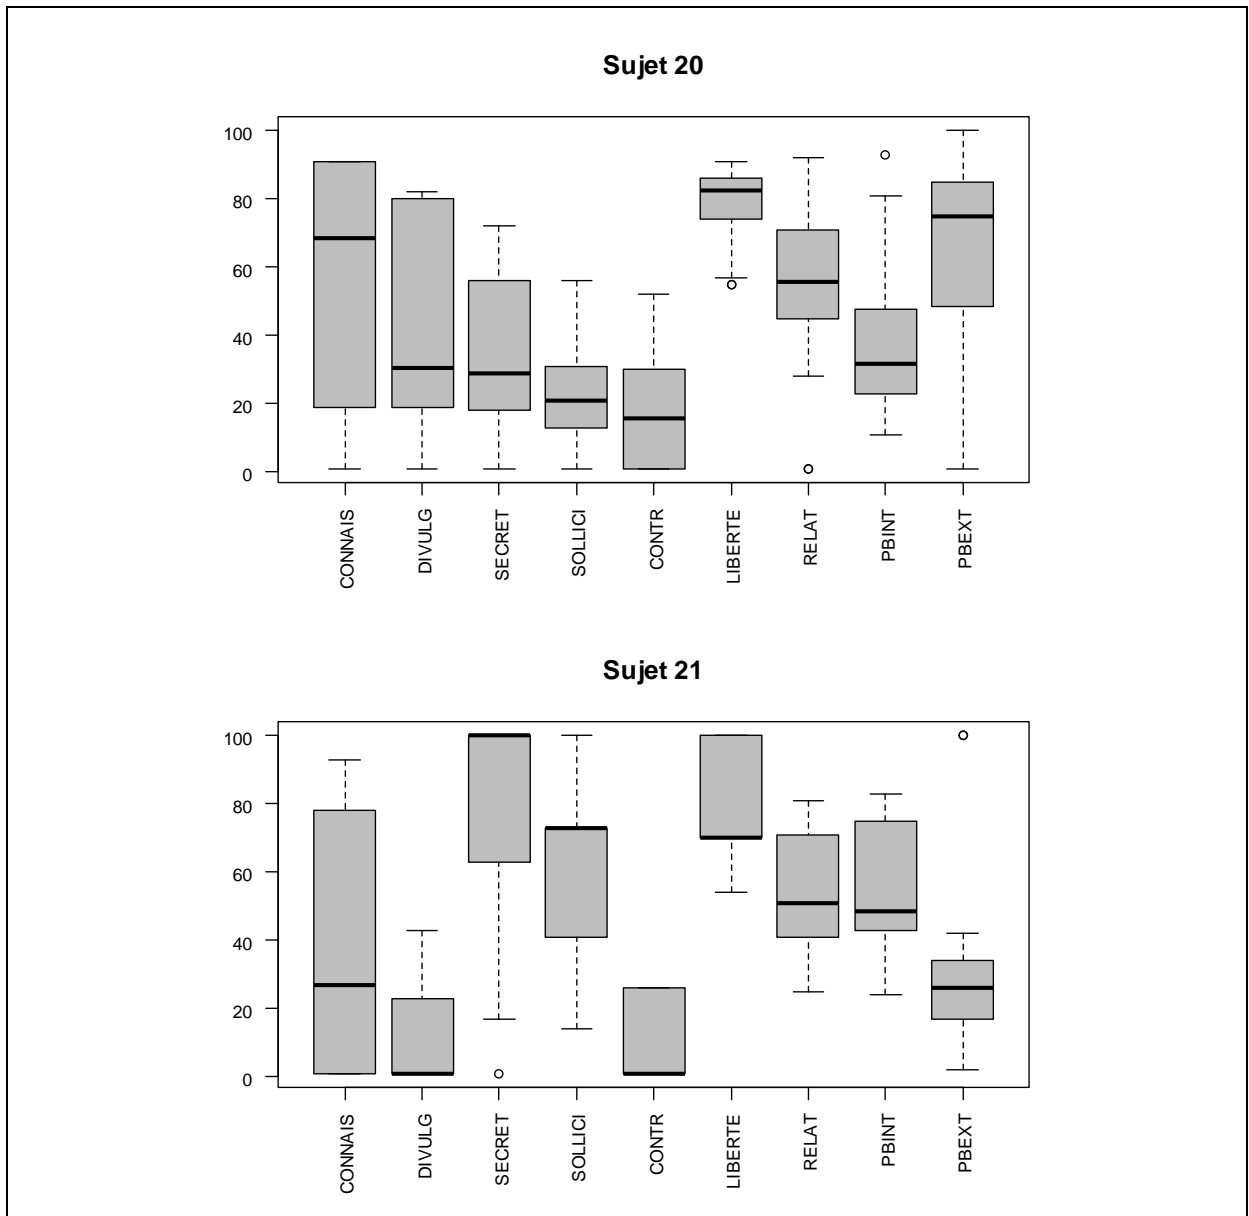 Sujet 20
100
80
60
40
20
0
CONNAIS
DIVULG
SECRET
SOLLICI
CONTR
LIBERTE
RELAT
PBINT
PBEXT
Sujet 21
100
80
60
40
20
0
CONNAIS
DIVULG
SECRET
SOLLICI
CONTR
LIBERTE
RELAT
PBINT
PBEXT